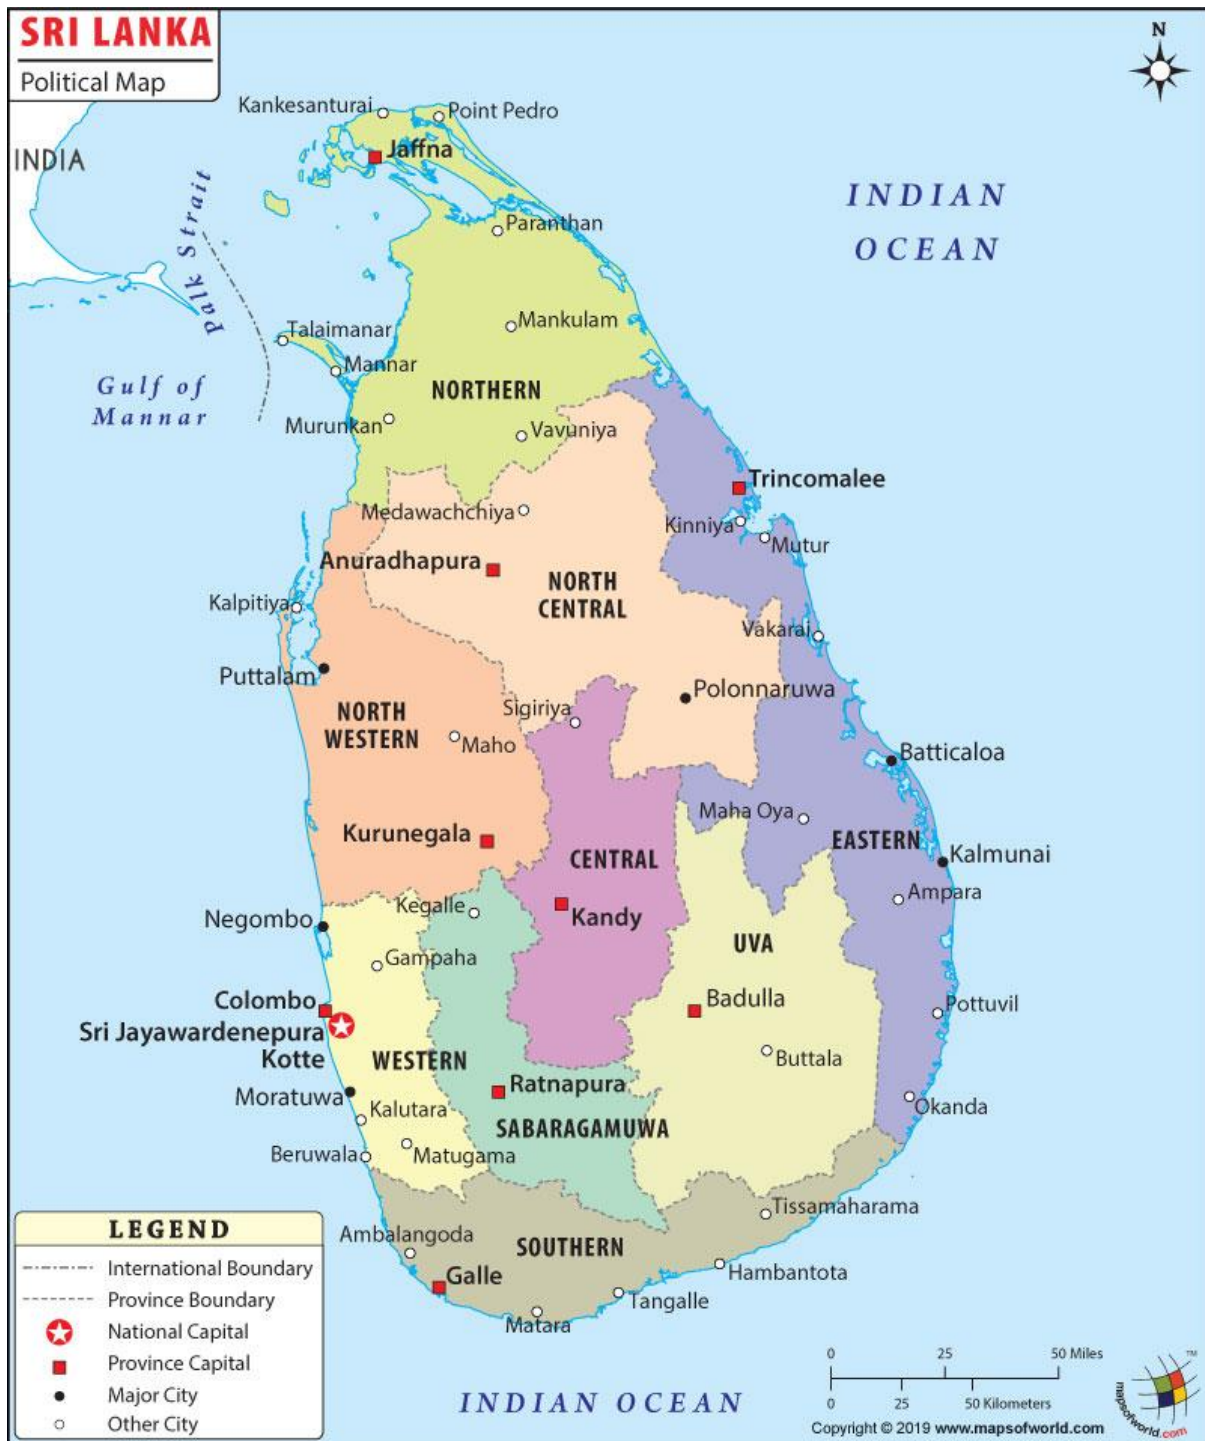 SRI LANKA
Political Map
N
INDIA
Kankesanturai
Point Pedro
Jaffna
INDIAN
OCEAN
Palk Strait
Paranthan
Talaimanar
Mankulam
Mannar
Gulf of
Mannar
NORTHERN
Murunkan
Vavuniya
Trincomalee
Medawachchiya
Kinniya
Mutur
Anuradhapura
NORTH
CENTRAL
Kalpitiya
Vakarai
Puttalam
Polonnaruwa
Sigiriya
NORTH
WESTERN
Maho
Batticaloa
Maha Oya
Kurunegala
EASTERN
CENTRAL
Kalmunai
Ampara
Kegalle
Negombo
Kandy
UVA
Gampaha
Colombo
Badulla
Pottuvil
Sri Jayawardenepura
Kotte
WESTERN
Buttala
Ratnapura
Moratuwa
Okanda
Kalutara
SABARAGAMUWA
Beruwala
Matugama
Tissamaharama
Ambalangoda
SOUTHERN
Galle
Hambantota
Tangalle
Matara
LEGEND
International Boundary
Province Boundary
National Capital
Province Capital
Major City
Other City
INDIAN OCEAN
0 25 50 Miles
0 25 50 Kilometers
Copyright © 2019 www.mapsofworld.com
mapsofworld.com
TM